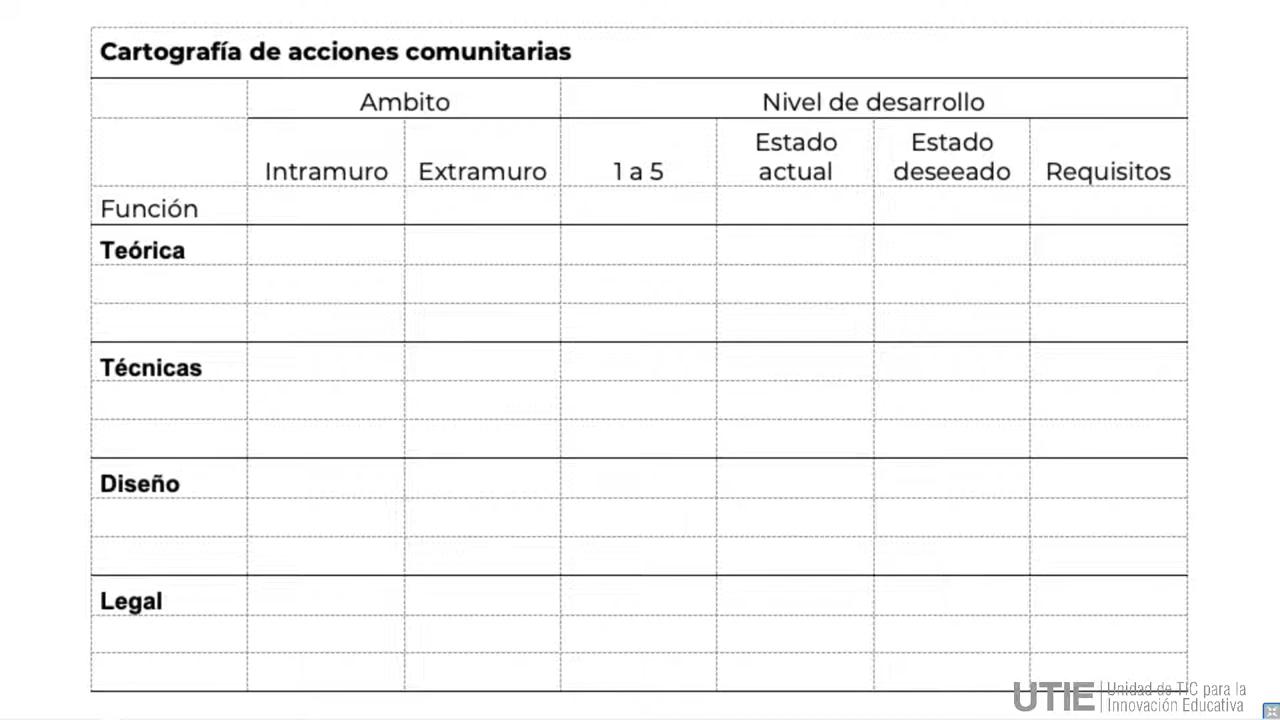 Cartografía de acciones comunitarias
Ambito Nivel de desarrollo
Intramuro Extramuro 1 a 5 Estado actual Estado deseeado Requisitos
Función
Teórica
Técnicas
Diseño
Legal
UTIE Unidad de TIC para la
Innovación Educativa